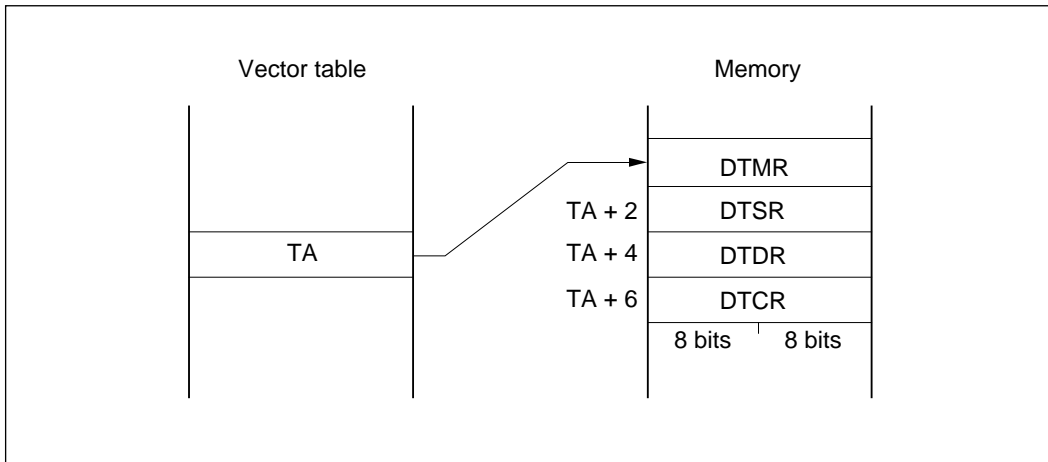 Vector table
Memory
DTMR
TA + 2
DTSR
TA
TA + 4
DTDR
TA + 6
DTCR
8 bits
8 bits